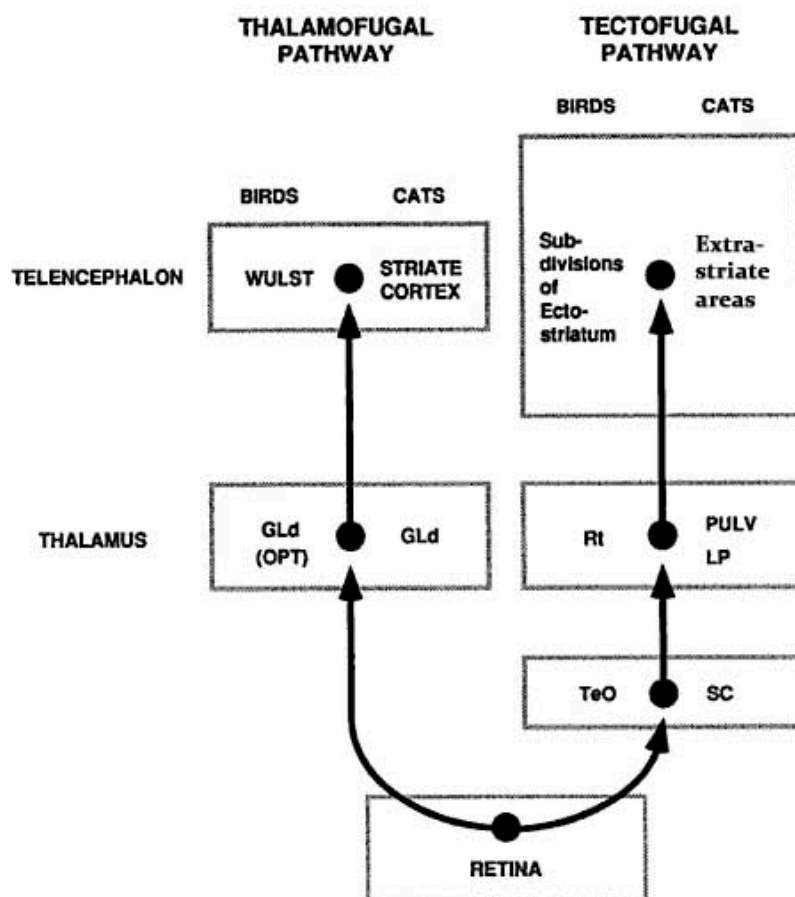 THALAMOFUGAL
PATHWAY
TECTOFUGAL
PATHWAY
BIRDS
CATS
BIRDS
CATS
TELENCEPHALON
WULST
STRIATE
CORTEX
Sub-
divisions
of
Ecto-
striatum
Extra-
striate
areas
THALAMUS
GLd
(OPT)
GLd
Rt
PULV
LP
TeO
SC
RETINA